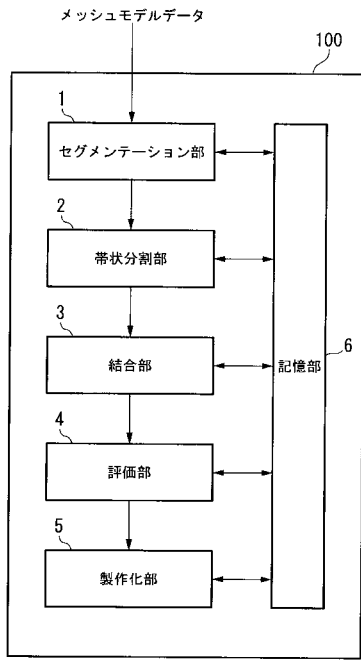 メッシュモデルデータ
100
1
セグメンテーション部
2
帯状分割部
3
結合部
6
記憶部
4
評価部
5
製作化部